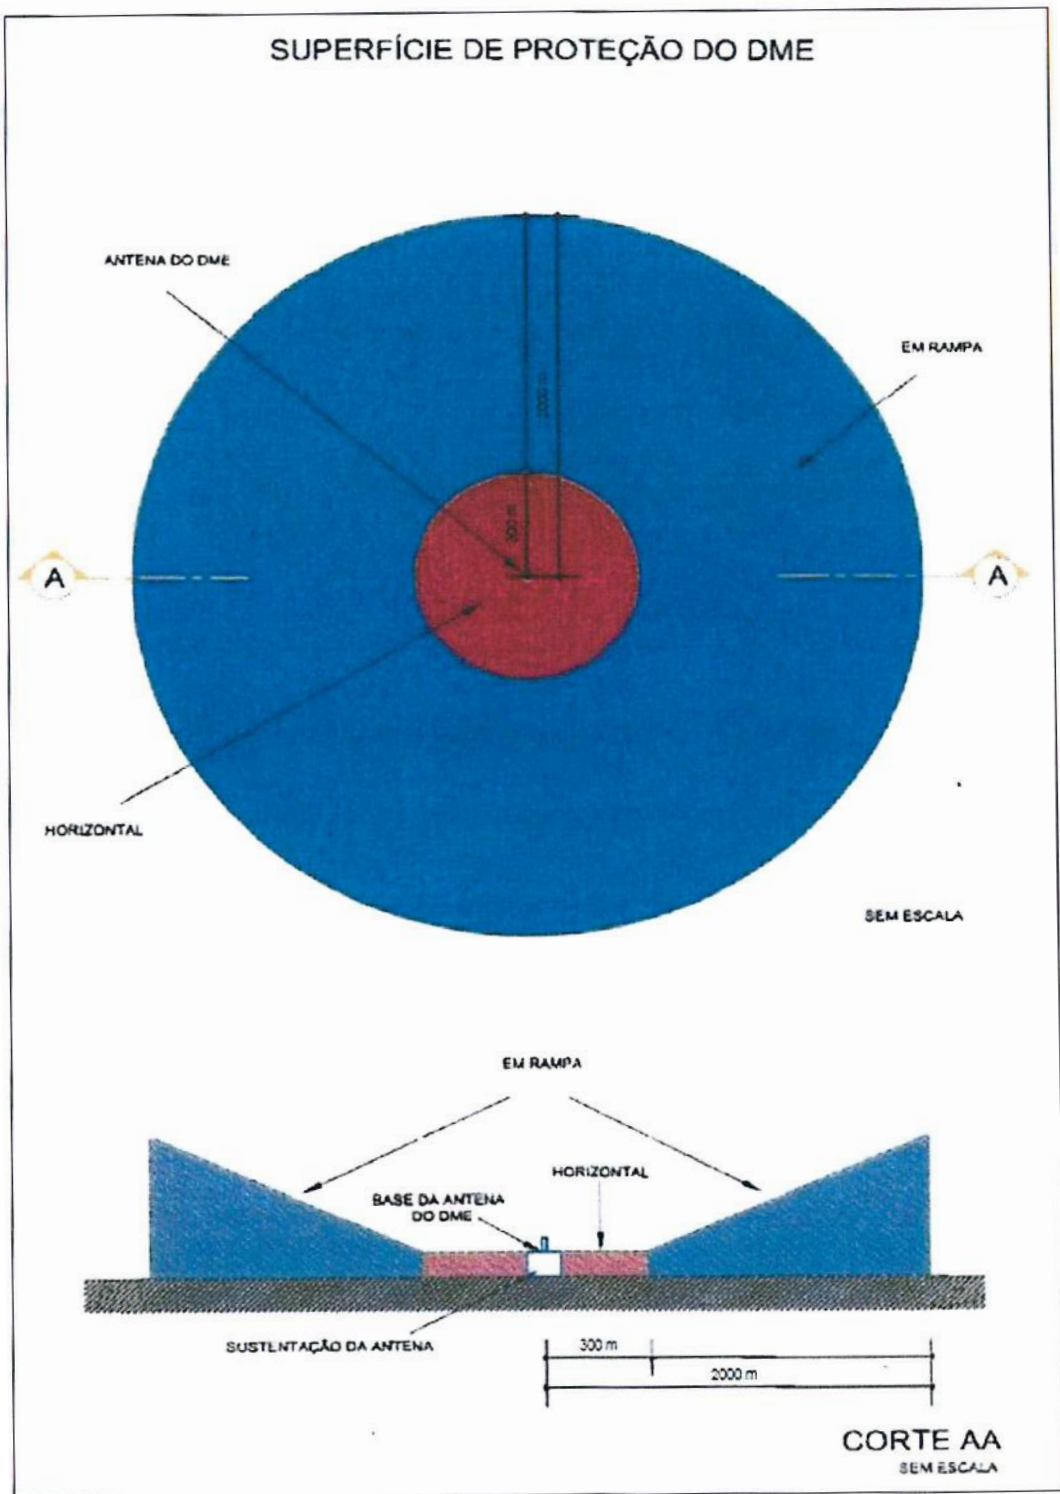 SUPERFÍCIE DE PROTEÇÃO DO DME
ANTENA DO DME
EM RAMPA
2000 m
300 m
A
A
HORIZONTAL
SEM ESCALA
EM RAMPA
HORIZONTAL
BASE DA ANTENA
DO DME
SUSTENTAÇÃO DA ANTENA
300 m
2000 m
CORTE AA
SEM ESCALA